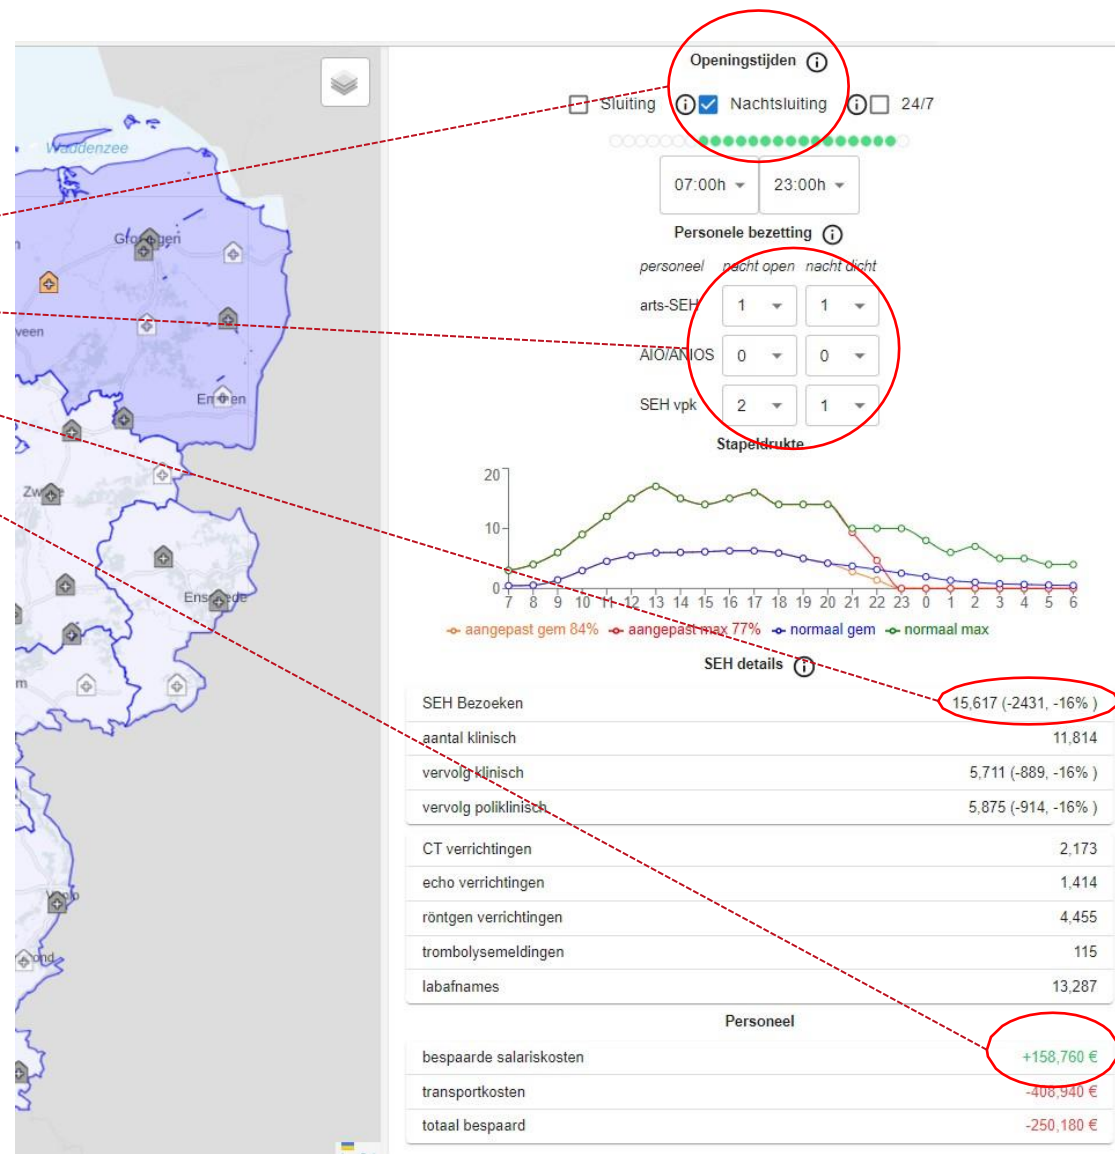 Waddenzee
Groningen
veen
Emmen
Zwolle
Enschede
m
Venlo
ond
Openingstijden
Sluiting Nachtsluiting 24/7
07:00h 23:00h
Personele bezetting
personeel nacht open nacht dicht
arts-SEH 1 1
AIO/ANIOS 0 0
SEH vpk 2 1
Stapeldrukte
20
10
0
7 8 9 10 11 12 13 14 15 16 17 18 19 20 21 22 23 0 1 2 3 4 5 6
aangepast gem 84% aangepast max 77% normaal gem normaal max
SEH details
SEH Bezoeken 15,617 (-2431, -16% )
aantal klinisch 11,814
vervolg klinisch 5,711 (-889, -16% )
vervolg poliklinisch 5,875 (-914, -16% )
CT verrichtingen 2,173
echo verrichtingen 1,414
röntgen verrichtingen 4,455
trombolysemeldingen 115
labafnames 13,287
Personeel
bespaarde salariskosten +158,760 €
transportkosten -408,940 €
totaal bespaard -250,180 €